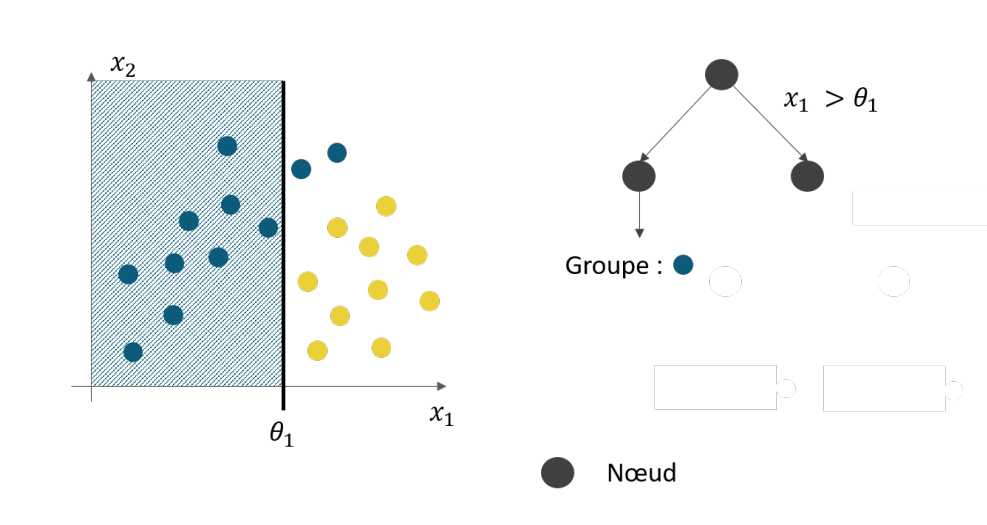 x₂
x₁ > θ₁
Groupe :
x₁
θ₁
Nœud